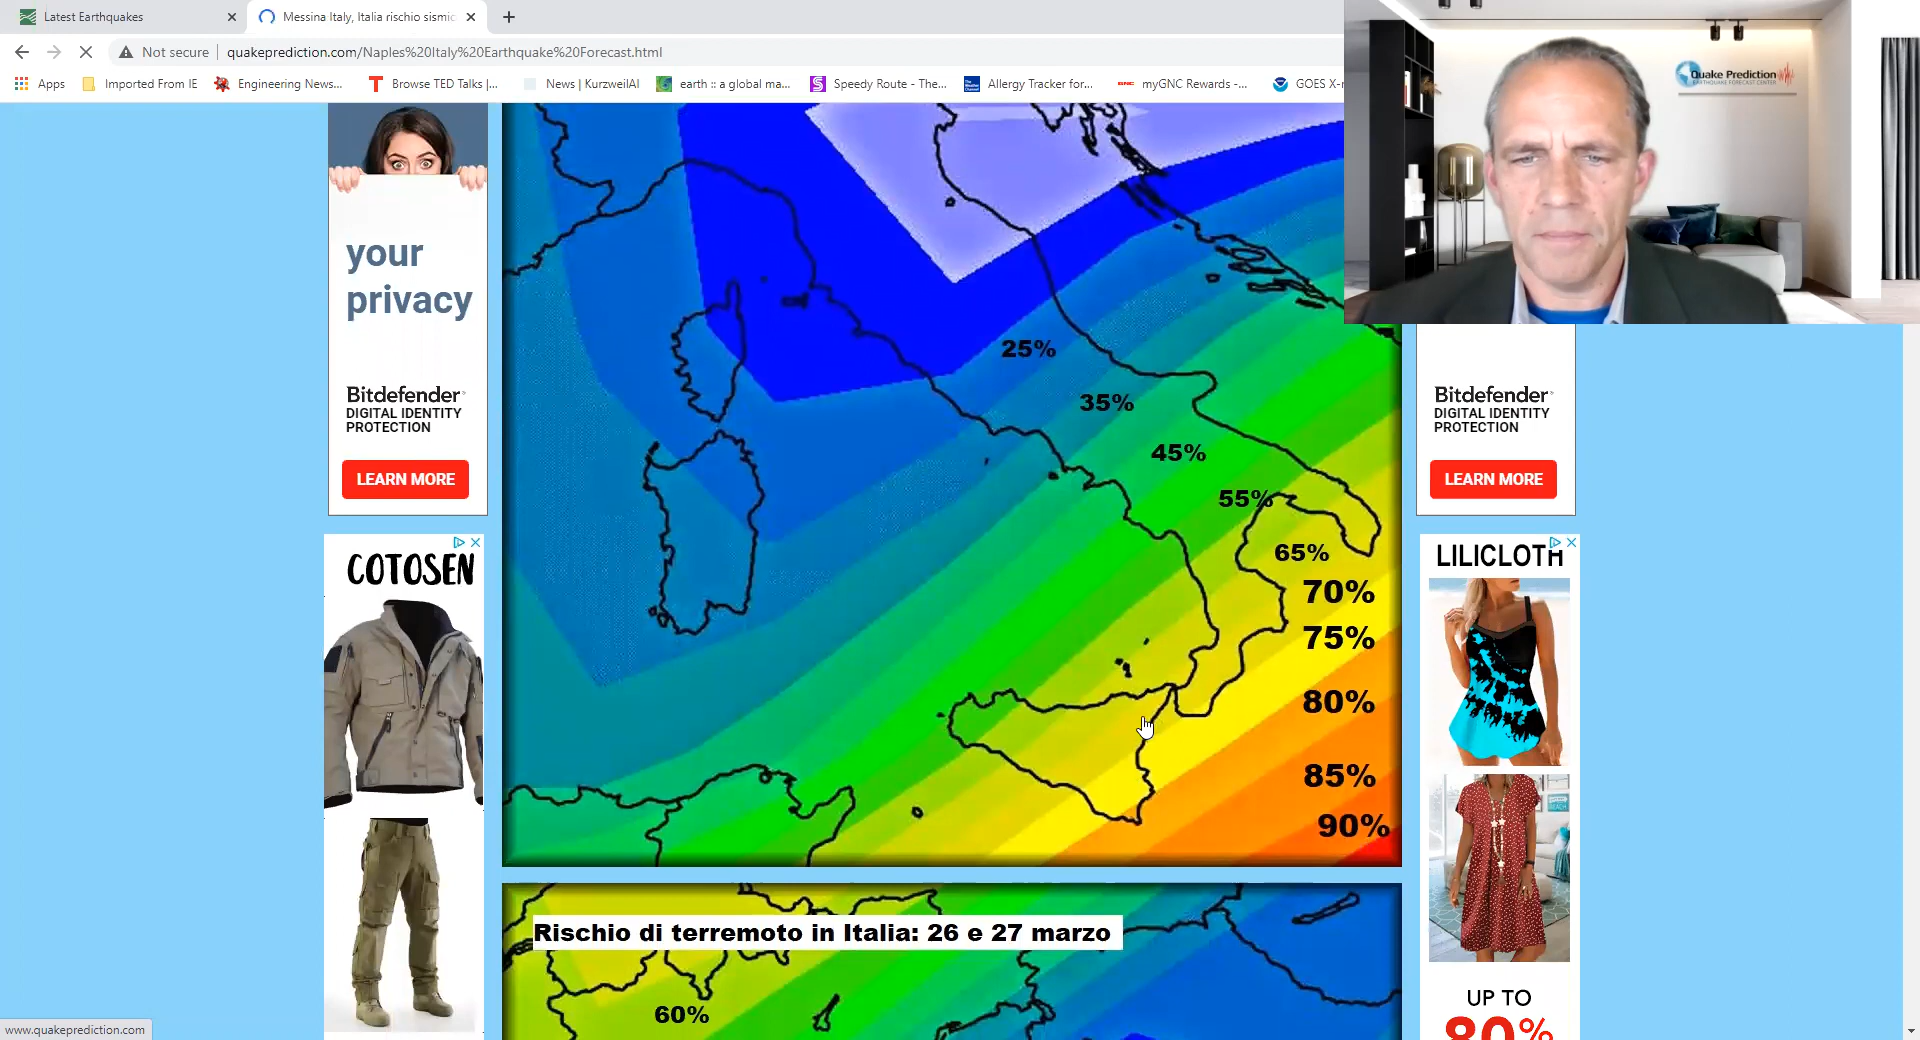 Latest Earthquakes
Messina Italy, Italia rischio sismic
Not secure
quakeprediction.com/Naples%20Italy%20Earthquake%20Forecast.html
Apps
Imported From IE
Engineering News...
Browse TED Talks |...
News | KurzweilAI
earth :: a global ma...
Speedy Route - The...
Allergy Tracker for...
myGNC Rewards -...
GOES X-r
Quake Prediction
EARTHQUAKE FORECAST CENTER
your
privacy
Bitdefender
DIGITAL IDENTITY
PROTECTION
LEARN MORE
COTOSEN
25%
35%
45%
55%
65%
70%
75%
80%
85%
90%
Rischio di terremoto in Italia: 26 e 27 marzo
60%
Bitdefender
DIGITAL IDENTITY
PROTECTION
LEARN MORE
LILICLOTH
UP TO
80%
www.quakeprediction.com